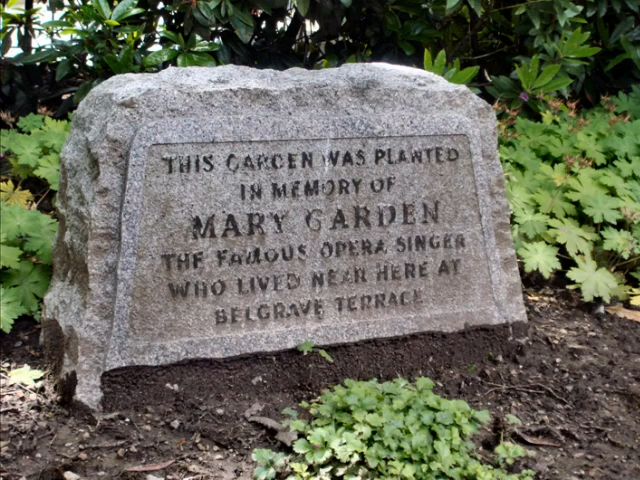 THIS GARDEN WAS PLANTED
IN MEMORY OF
MARY GARDEN
THE FAMOUS OPERA SINGER
WHO LIVED NEAR HERE AT
BELGRAVE TERRACE